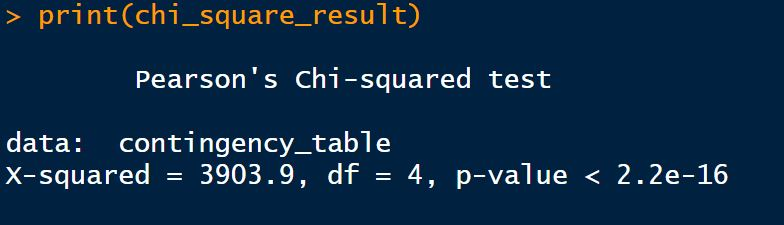 > print(chi_square_result)
Pearson's Chi-squared test
data:  contingency_table
X-squared = 3903.9, df = 4, p-value < 2.2e-16